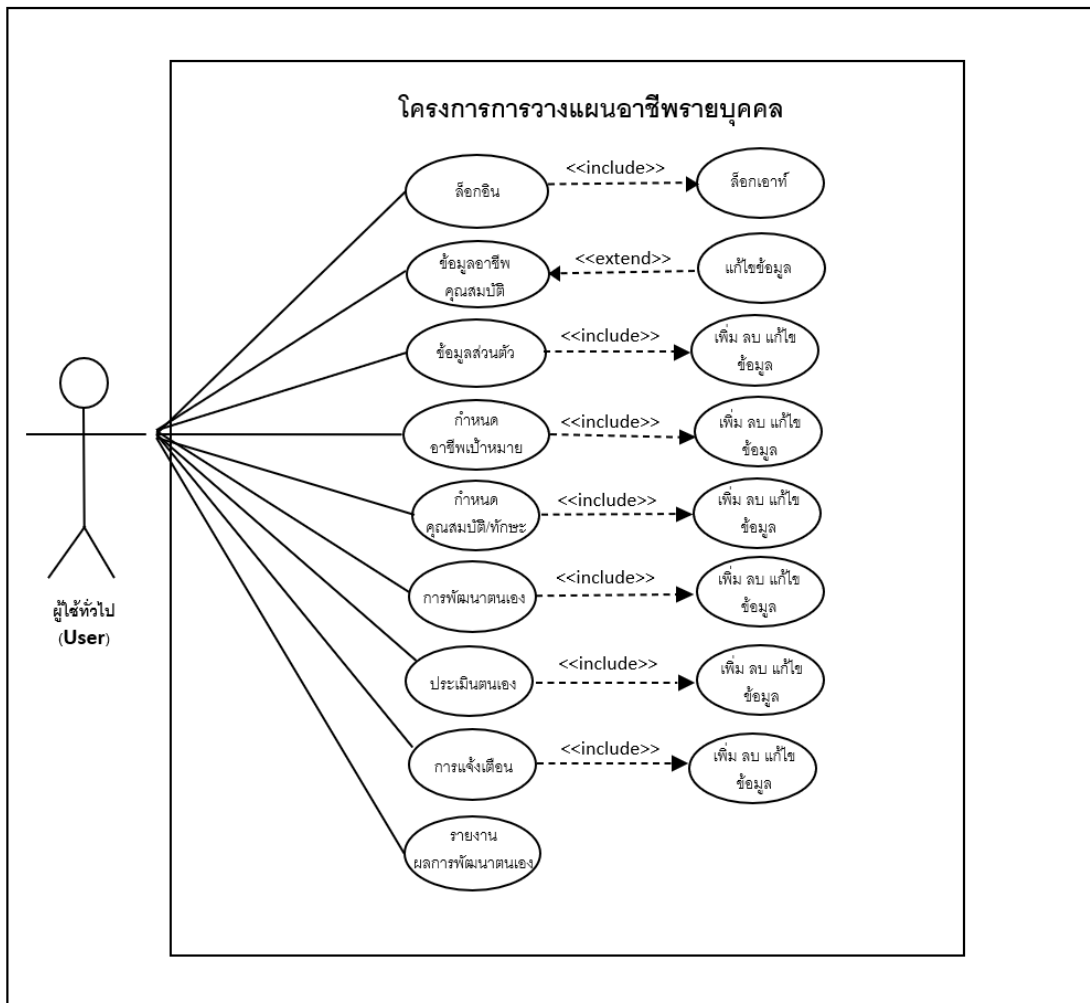 โครงการการวางแผนอาชีพรายบุคคล
ล็อกอิน
<<include>>
ล็อกเอาท์
ข้อมูลอาชีพ
คุณสมบัติ
<<extend>>
แก้ไขข้อมูล
ข้อมูลส่วนตัว
<<include>>
เพิ่ม ลบ แก้ไข
ข้อมูล
กำหนด
อาชีพเป้าหมาย
<<include>>
เพิ่ม ลบ แก้ไข
ข้อมูล
กำหนด
คุณสมบัติ/ทักษะ
<<include>>
เพิ่ม ลบ แก้ไข
ข้อมูล
การพัฒนาตนเอง
<<include>>
เพิ่ม ลบ แก้ไข
ข้อมูล
ผู้ใช้ทั่วไป
(User)
ประเมินตนเอง
<<include>>
เพิ่ม ลบ แก้ไข
ข้อมูล
การแจ้งเตือน
<<include>>
เพิ่ม ลบ แก้ไข
ข้อมูล
รายงาน
ผลการพัฒนาตนเอง